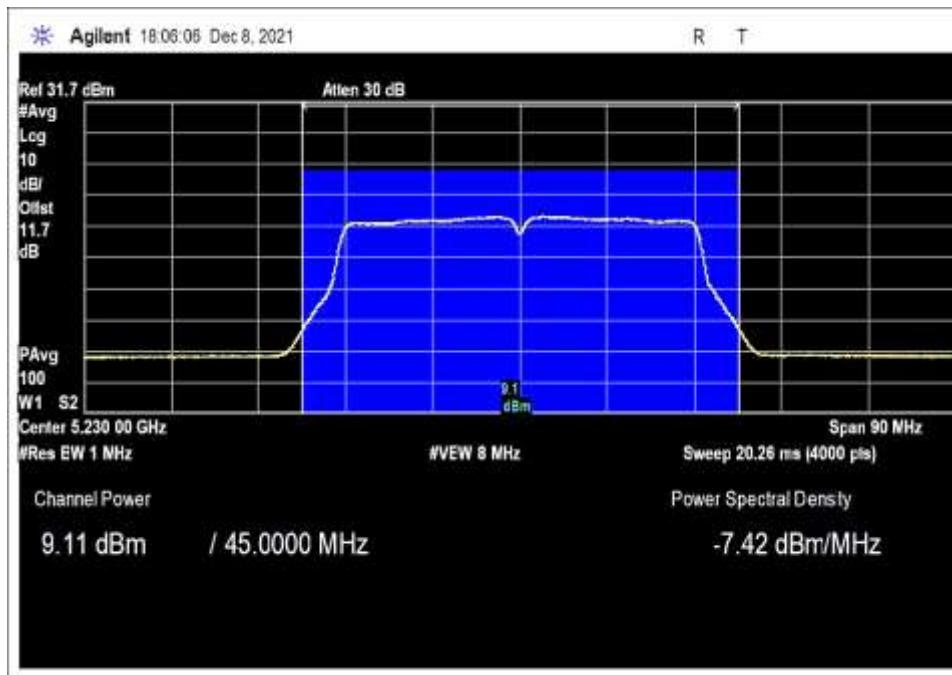 Agilent 18:06:06 Dec 8, 2021 R T
Ref 31.7 dBm Atten 30 dB
#Avg
Log
10
dB/
Offst
11.7
dB
PAvg
100
W1 S2
9.1
dBm
Center 5.230 00 GHz Span 90 MHz
#Res BW 1 MHz #VBW 8 MHz Sweep 20.26 ms (4000 pts)
Channel Power Power Spectral Density
9.11 dBm / 45.0000 MHz -7.42 dBm/MHz